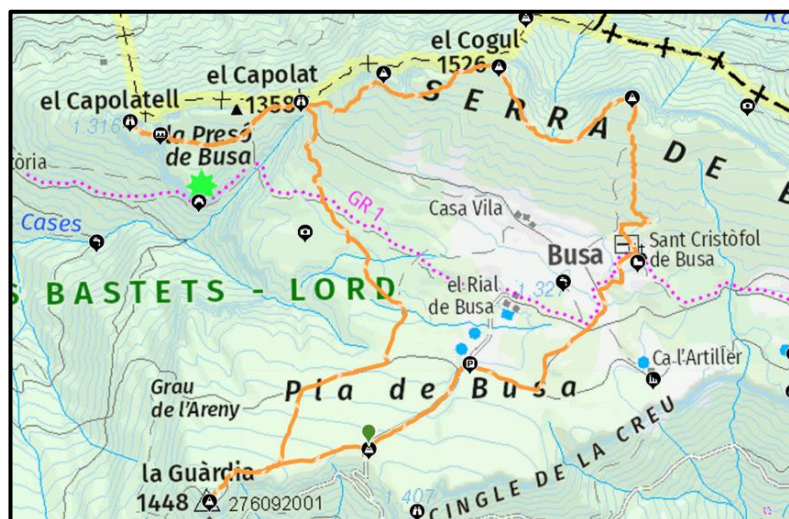 el Cogul
1526
el Capolat
1358
el Capolatell
1.316
la Presó
de Busa
SERRA DE B
tòria
Cases
GR 1
Casa Vila
Busa
Sant Cristòfol
de Busa
S BASTETS - LORD
el Rial
de Busa
1.32
Ca l'Artiller
Grau
de l'Areny
Pla de Busa
la Guàrdia
1448
276092001
1 407
CINGLE DE LA CREU